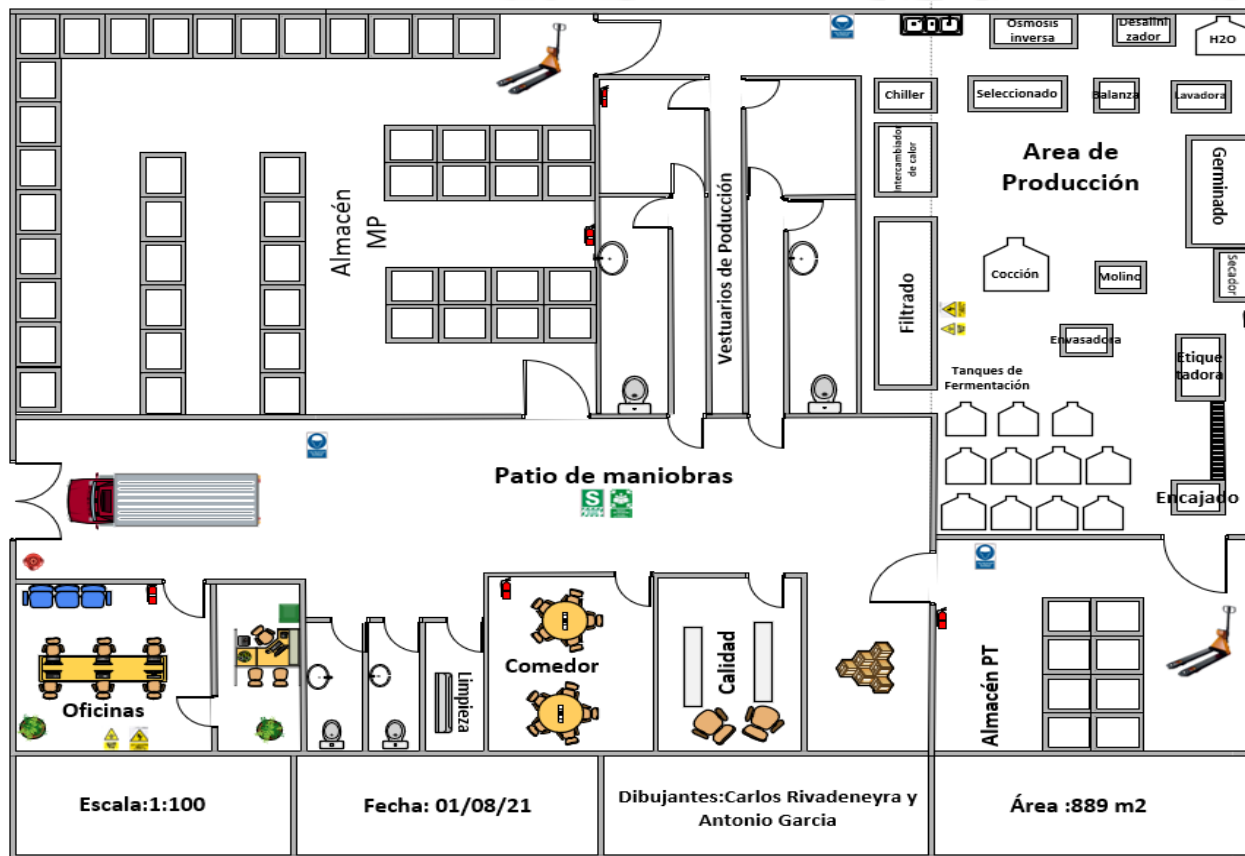 Osmosis
inversa
Desalini
zador
H2O
Chiller
Seleccionado
Balanza
Lavadora
Intercambiador
de calor
Area de
Producción
Germinado
Almacén
MP
Vestuarios de Poducción
Filtrado
Cocción
Molino
Secador
Envasadora
Etique
tadora
Tanques de
Fermentación
Patio de maniobras
S
Encajado
Oficinas
Limpieza
Comedor
Calidad
Almacén PT
Escala:1:100
Fecha: 01/08/21
Dibujantes:Carlos Rivadeneyra y
Antonio Garcia
Área :889 m2